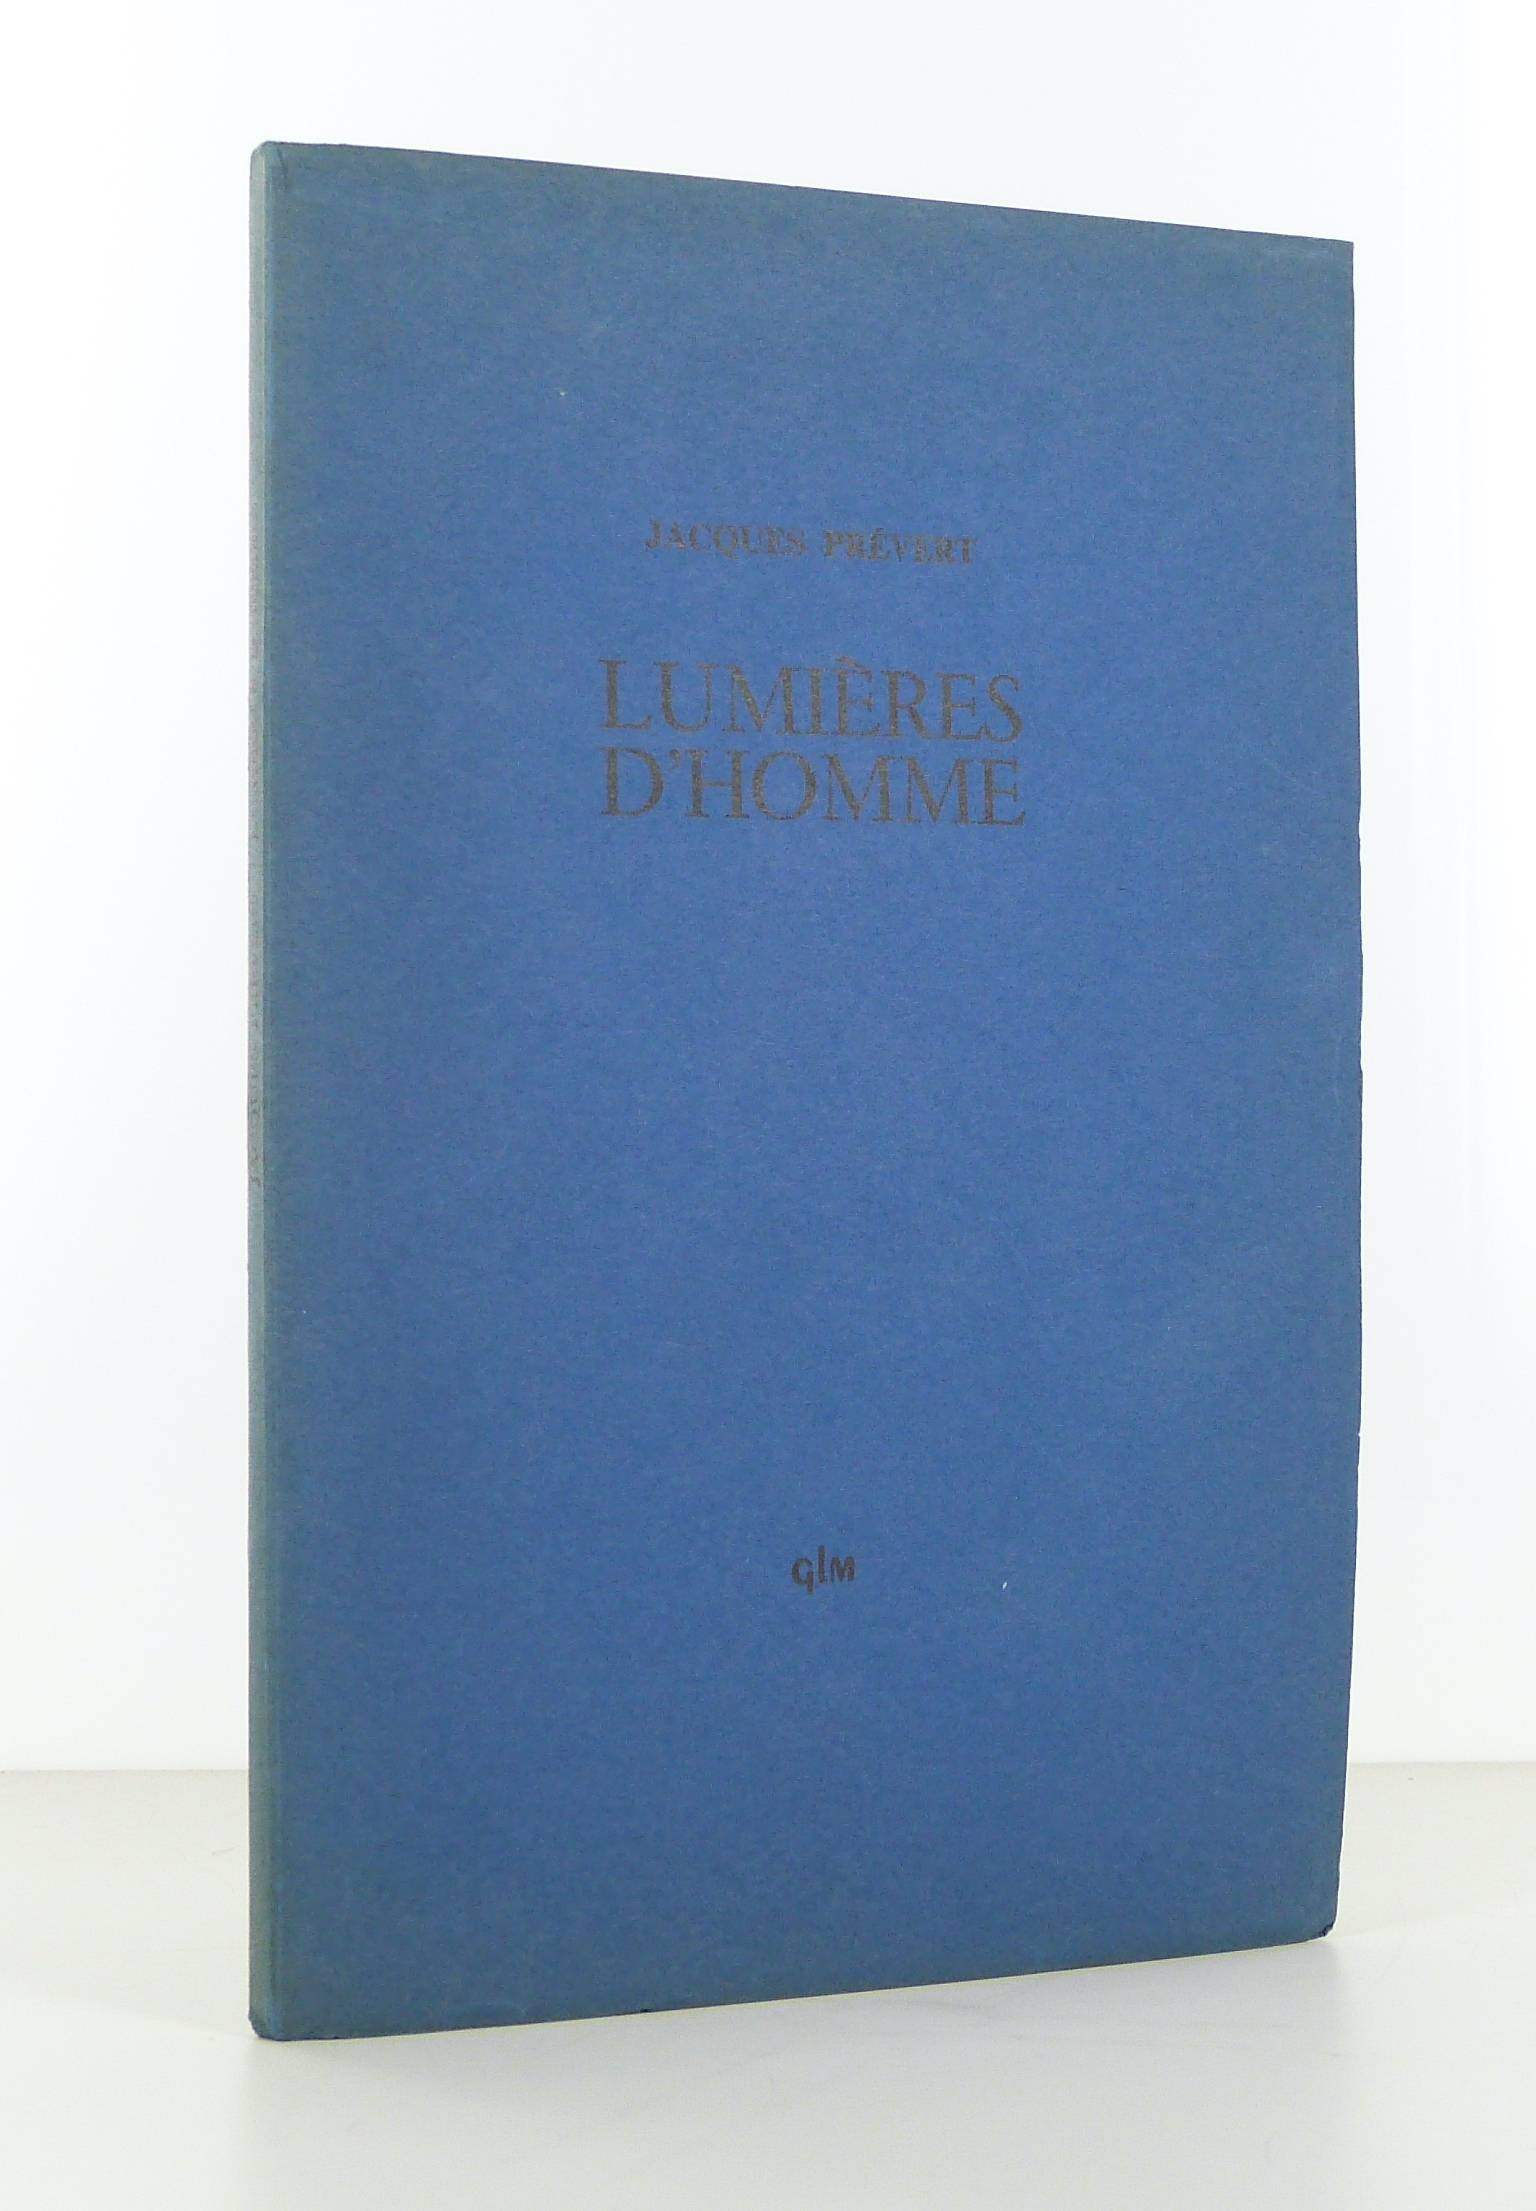 JACQUES PRÉVERT
LUMIÈRES
D'HOMME
glm